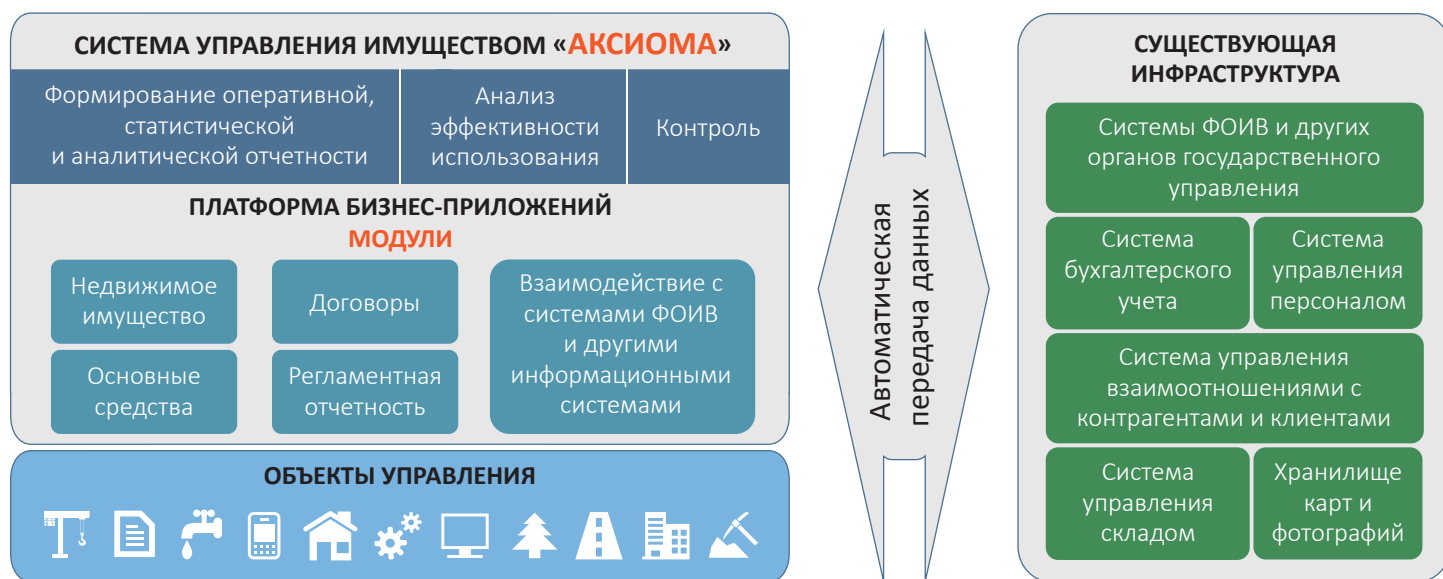 СИСТЕМА УПРАВЛЕНИЯ ИМУЩЕСТВОМ «АКСИОМА»
Формирование оперативной,
статистической
и аналитической отчетности
Анализ
эффективности
использования
Контроль
ПЛАТФОРМА БИЗНЕС-ПРИЛОЖЕНИЙ
МОДУЛИ
Недвижимое
имущество
Договоры
Взаимодействие с
системами ФОИВ
и другими
информационными
системами
Основные
средства
Регламентная
отчетность
ОБЪЕКТЫ УПРАВЛЕНИЯ
Автоматическая
передача данных
СУЩЕСТВУЮЩАЯ
ИНФРАСТРУКТУРА
Системы ФОИВ и других
органов государственного
управления
Система
бухгалтерского
учета
Система
управления
персоналом
Система управления
взаимоотношениями с
контрагентами и клиентами
Система
управления
складом
Хранилище
карт и
фотографий